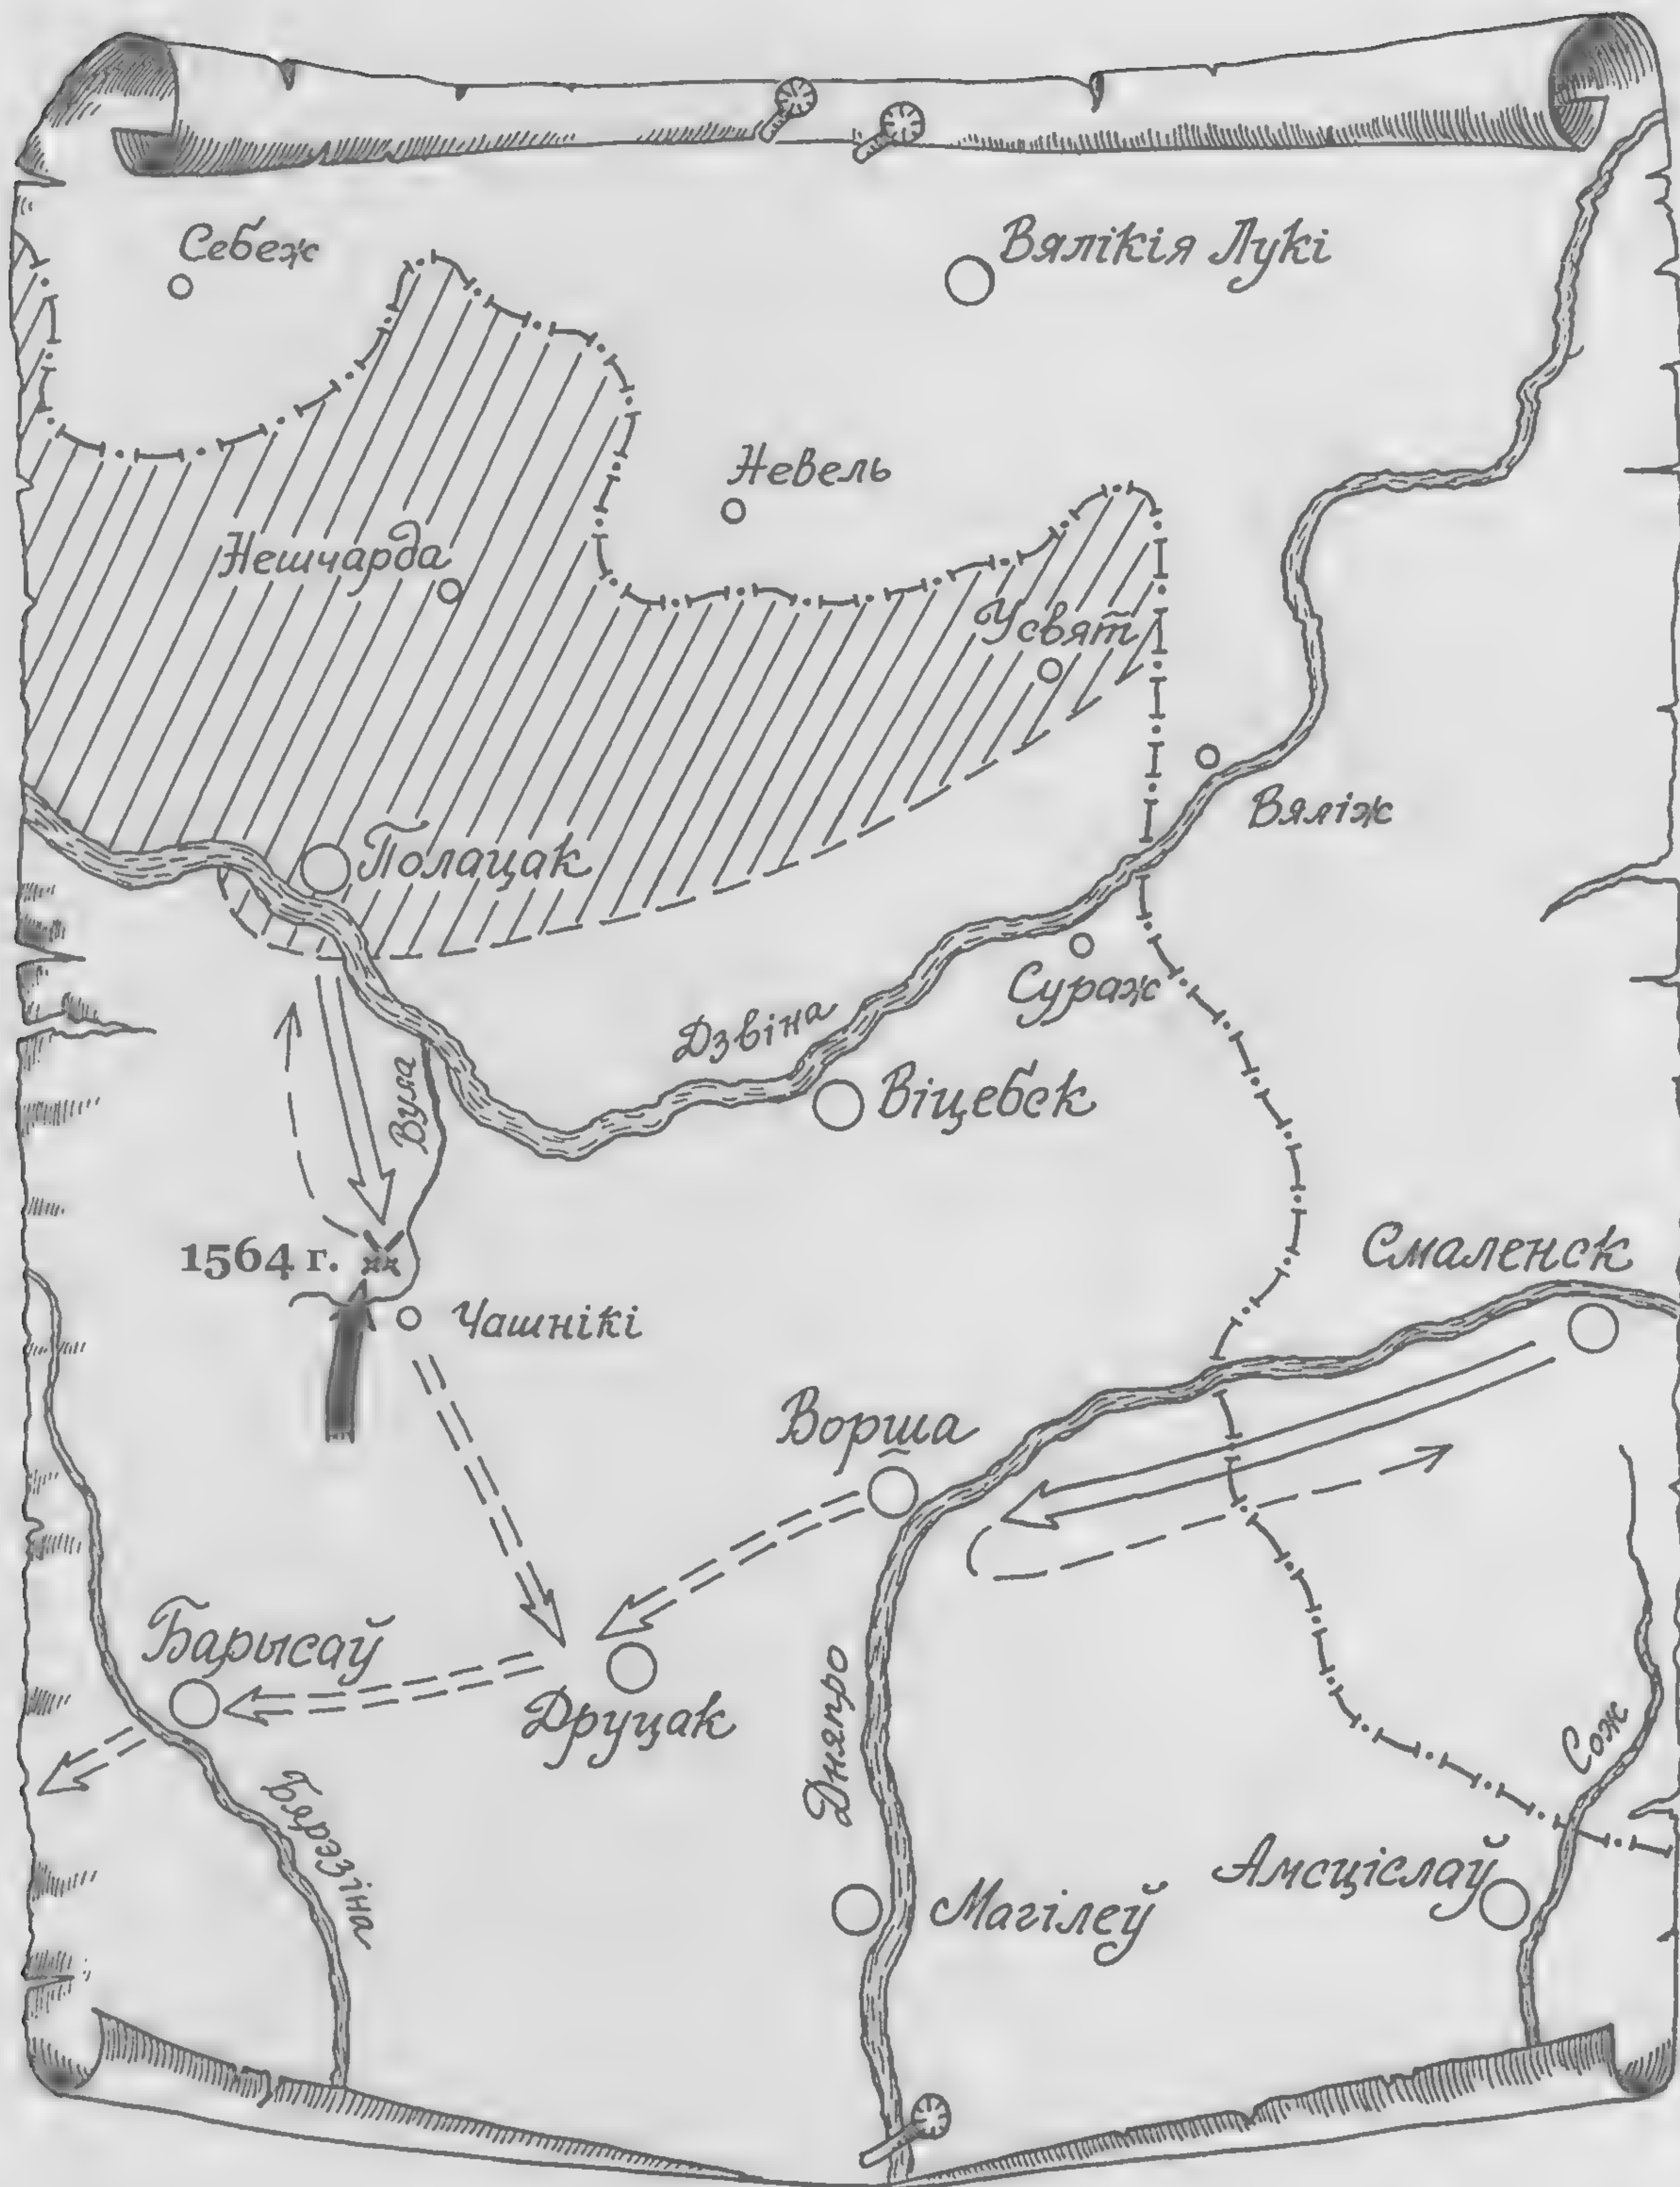 Себеж
Вялікія Лукі
Невель
Нешчарда
Усвят
Вяліж
Полацак
Сураж
Дзвіна
Віцебск
Вула
1564 г.
Чашнікі
Смаленск
Ворша
Барысаў
Друцак
Дняпро
Сож
Бярэзіна
Магілеў
Амсціслаў